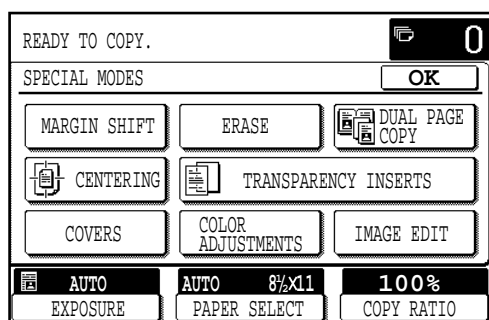 READY TO COPY.
0
SPECIAL MODES
OK
MARGIN SHIFT
ERASE
DUAL PAGE
COPY
CENTERING
TRANSPARENCY INSERTS
COVERS
COLOR
ADJUSTMENTS
IMAGE EDIT
AUTO
AUTO 8½X11
100%
EXPOSURE
PAPER SELECT
COPY RATIO